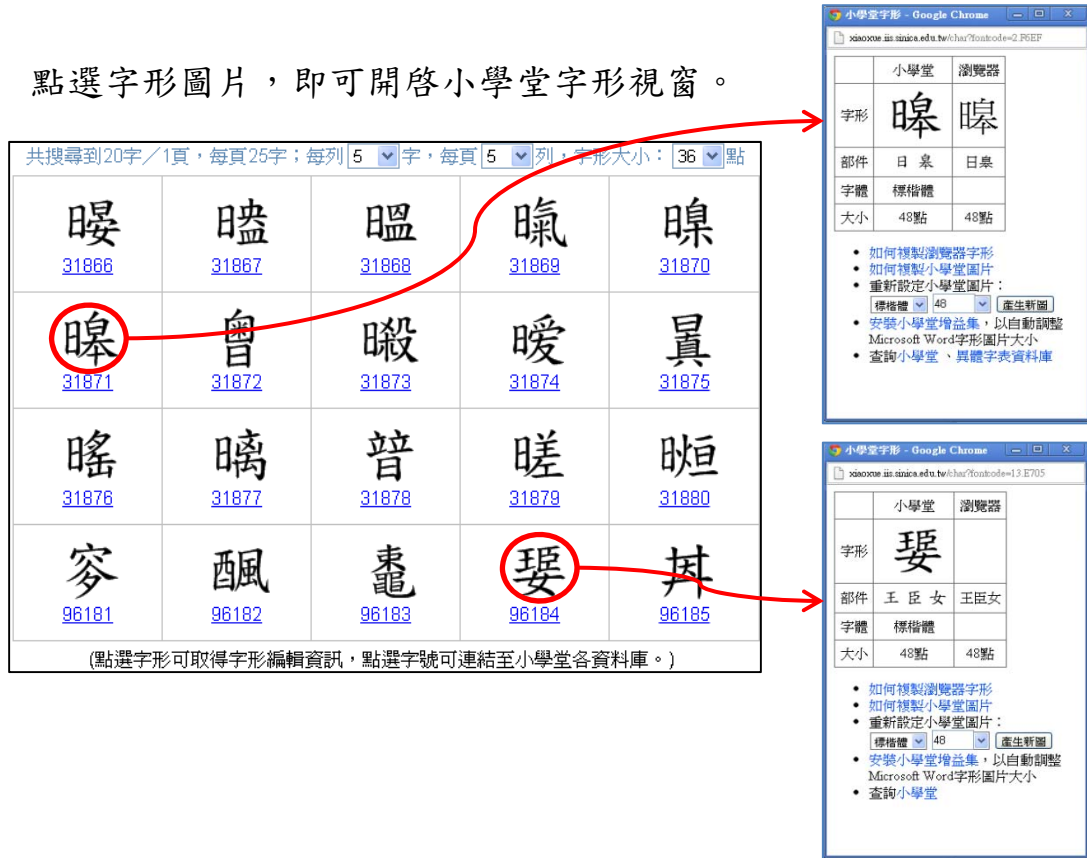 點選字形圖片，即可開啓小學堂字形視窗。
共搜尋到20字／1頁，每頁25字；每列 5 字，每頁 5 列，字形大小： 36 點
暣
31866 31867 31868 31869 31870
暤 暧
31871 31872 31873 31874 31875
暚 暜 暛
31876 31877 31878 31879 31880
96181 96182 96183 96184 96185
(點選字形可取得字形編輯資訊，點選字號可連結至小學堂各資料庫。)
小學堂字形 - Google Chrome
xiaoxue.iis.sinica.edu.tw/char?fontcode=2.F6EF
小學堂 瀏覽器
字形 暤 暤
部件 日 皋 日皋
字體 標楷體
大小 48點 48點
如何複製瀏覽器字形
如何複製小學堂圖片
重新設定小學堂圖片：
標楷體 48 產生新圖
安裝小學堂增益集，以自動調整
Microsoft Word字形圖片大小
查詢小學堂、異體字表資料庫
小學堂字形 - Google Chrome
xiaoxue.iis.sinica.edu.tw/char?fontcode=13.E705
小學堂 瀏覽器
字形
部件 王 臣 女 王臣女
字體 標楷體
大小 48點 48點
如何複製瀏覽器字形
如何複製小學堂圖片
重新設定小學堂圖片：
標楷體 48 產生新圖
安裝小學堂增益集，以自動調整
Microsoft Word字形圖片大小
查詢小學堂